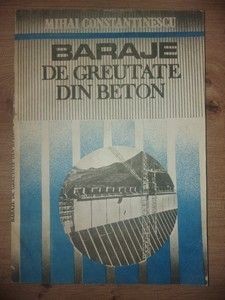 MIHAI CONSTANTINESCU
BARAJE
DE GREUTATE
DIN BETON